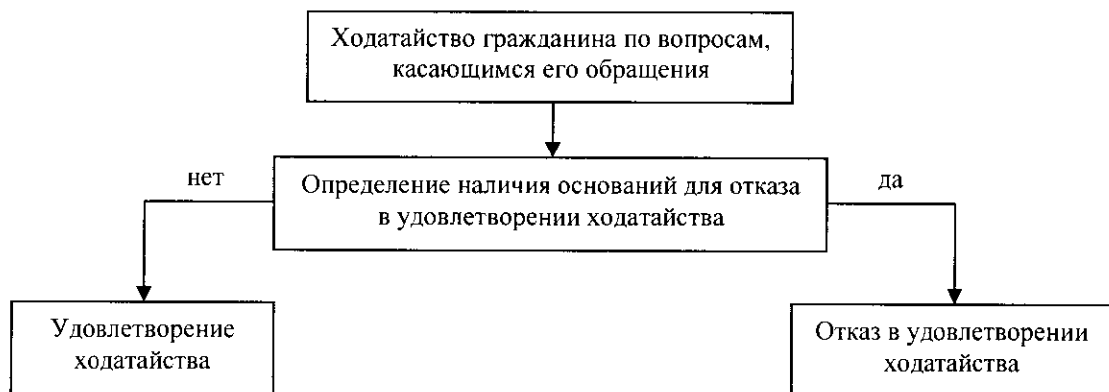 Ходатайство гражданина по вопросам,
касающимся его обращения
нет
Определение наличия оснований для отказа
в удовлетворении ходатайства
да
Удовлетворение
ходатайства
Отказ в удовлетворении
ходатайства